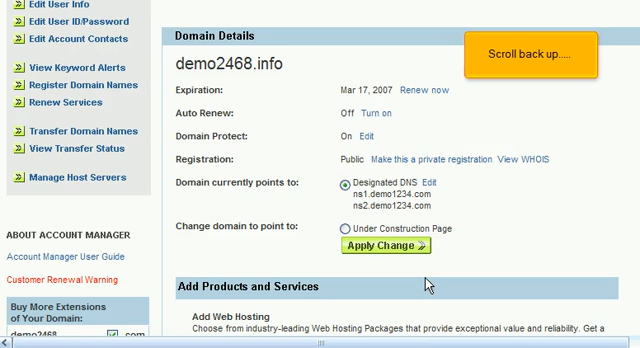 Edit User Info
Edit User ID/Password
Edit Account Contacts
View Keyword Alerts
Register Domain Names
Renew Services
Transfer Domain Names
View Transfer Status
Manage Host Servers
ABOUT ACCOUNT MANAGER
Account Manager User Guide
Customer Renewal Warning
Buy More Extensions
of Your Domain:
demo2468 .com
Domain Details
Scroll back up.....
demo2468.info
Expiration: Mar 17, 2007 Renew now
Auto Renew: Off Turn on
Domain Protect: On Edit
Registration: Public Make this a private registration View WHOIS
Domain currently points to: Designated DNS Edit
ns1.demo1234.com
ns2.demo1234.com
Change domain to point to: Under Construction Page
Apply Change
Add Products and Services
Add Web Hosting
Choose from industry-leading Web Hosting Packages that provide exceptional value and reliability. Get a